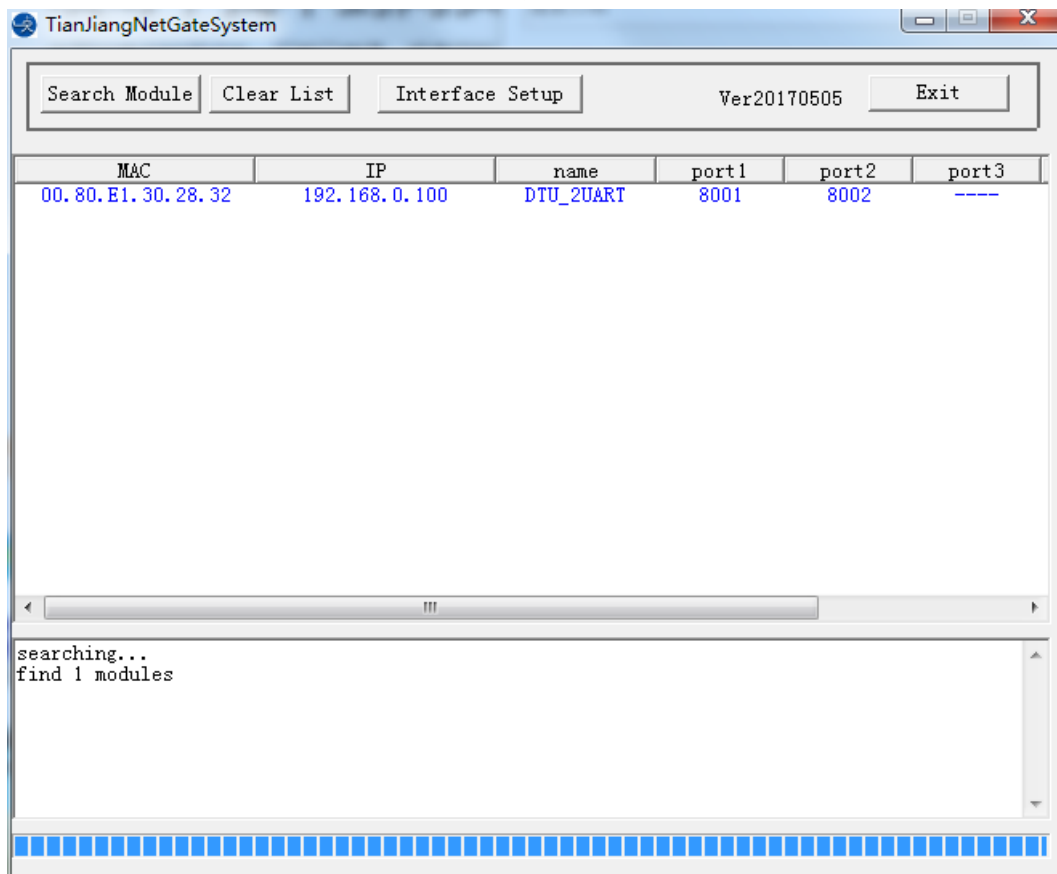 TianJiangNetGateSystem
Search Module Clear List Interface Setup Ver20170505 Exit
MAC IP name port1 port2 port3
00.80.E1.30.28.32 192.168.0.100 DTU_2UART 8001 8002 ----
searching...
find 1 modules